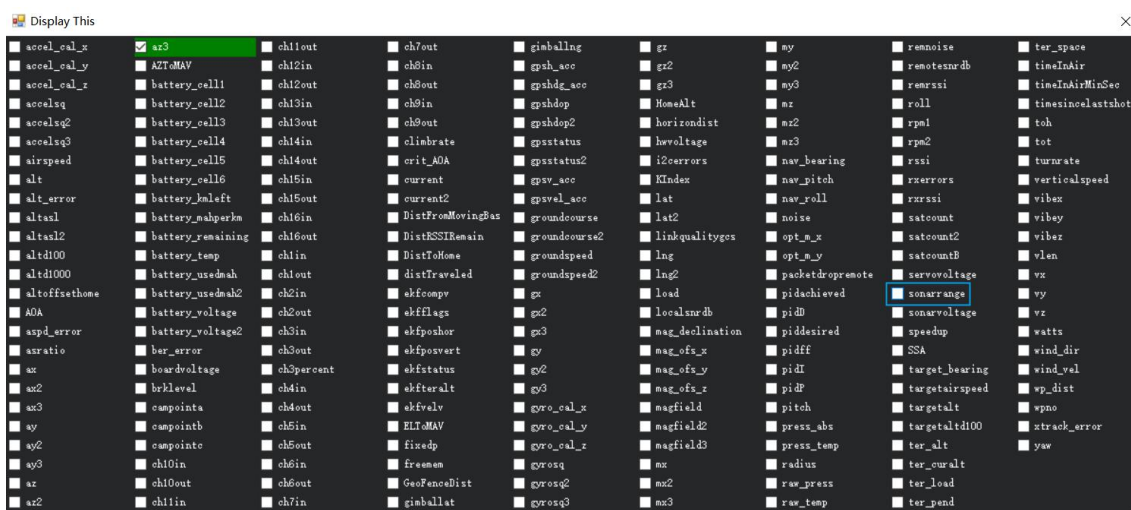 Display This
accel_cal_x
accel_cal_y
accel_cal_z
accelsq
accelsq2
accelsq3
airspeed
alt
alt_error
altasl
altasl2
altd100
altd1000
altoffsethome
AOA
aspd_error
asratio
ax
ax2
ax3
ay
ay2
ay3
az
az2
az3
AZToMAV
battery_cell1
battery_cell2
battery_cell3
battery_cell4
battery_cell5
battery_cell6
battery_kmleft
battery_mahperkm
battery_remaining
battery_temp
battery_usedmah
battery_usedmah2
battery_voltage
battery_voltage2
ber_error
boardvoltage
brklevel
campointa
campointb
campointc
ch10in
ch10out
ch11in
ch11out
ch12in
ch12out
ch13in
ch13out
ch14in
ch14out
ch15in
ch15out
ch16in
ch16out
ch1in
ch1out
ch2in
ch2out
ch3in
ch3out
ch3percent
ch4in
ch4out
ch5in
ch5out
ch6in
ch6out
ch7in
ch7out
ch8in
ch8out
ch9in
ch9out
climbrate
crit_AOA
current
current2
DistFromMovingBas
DistRSSIRemain
DistToHome
distTraveled
ekfcompv
ekfflags
ekfposhor
ekfposvert
ekfstatus
ekfteralt
ekfvelv
ELToMAV
fixedp
freemem
GeoFenceDist
gimballat
gimballng
gpsh_acc
gpshdg_acc
gpshdop
gpshdop2
gpsstatus
gpsstatus2
gpsv_acc
gpsvel_acc
groundcourse
groundcourse2
groundspeed
groundspeed2
gx
gx2
gx3
gy
gy2
gy3
gyro_cal_x
gyro_cal_y
gyro_cal_z
gyrosq
gyrosq2
gyrosq3
gz
gz2
gz3
HomeAlt
horizondist
hwvoltage
i2cerrors
KIndex
lat
lat2
linkqualitygcs
lng
lng2
load
localsnrdb
mag_declination
mag_ofs_x
mag_ofs_y
mag_ofs_z
magfield
magfield2
magfield3
mx
mx2
mx3
my
my2
my3
mz
mz2
mz3
nav_bearing
nav_pitch
nav_roll
noise
opt_m_x
opt_m_y
packetdropremote
pidachieved
pidD
piddesired
pidff
pidI
pidP
pitch
press_abs
press_temp
radius
raw_press
raw_temp
remnoise
remotesnrdb
remrssi
roll
rpm1
rpm2
rssi
rxerrors
rxrssi
satcount
satcount2
satcountB
servovoltage
sonarrange
sonarvoltage
speedup
SSA
target_bearing
targetairspeed
targetalt
targetaltd100
ter_alt
ter_curalt
ter_load
ter_pend
ter_space
timeInAir
timeInAirMinSec
timesincelastshot
toh
tot
turnrate
verticalspeed
vibex
vibey
vibez
vlen
vx
vy
vz
watts
wind_dir
wind_vel
wp_dist
wpno
xtrack_error
yaw